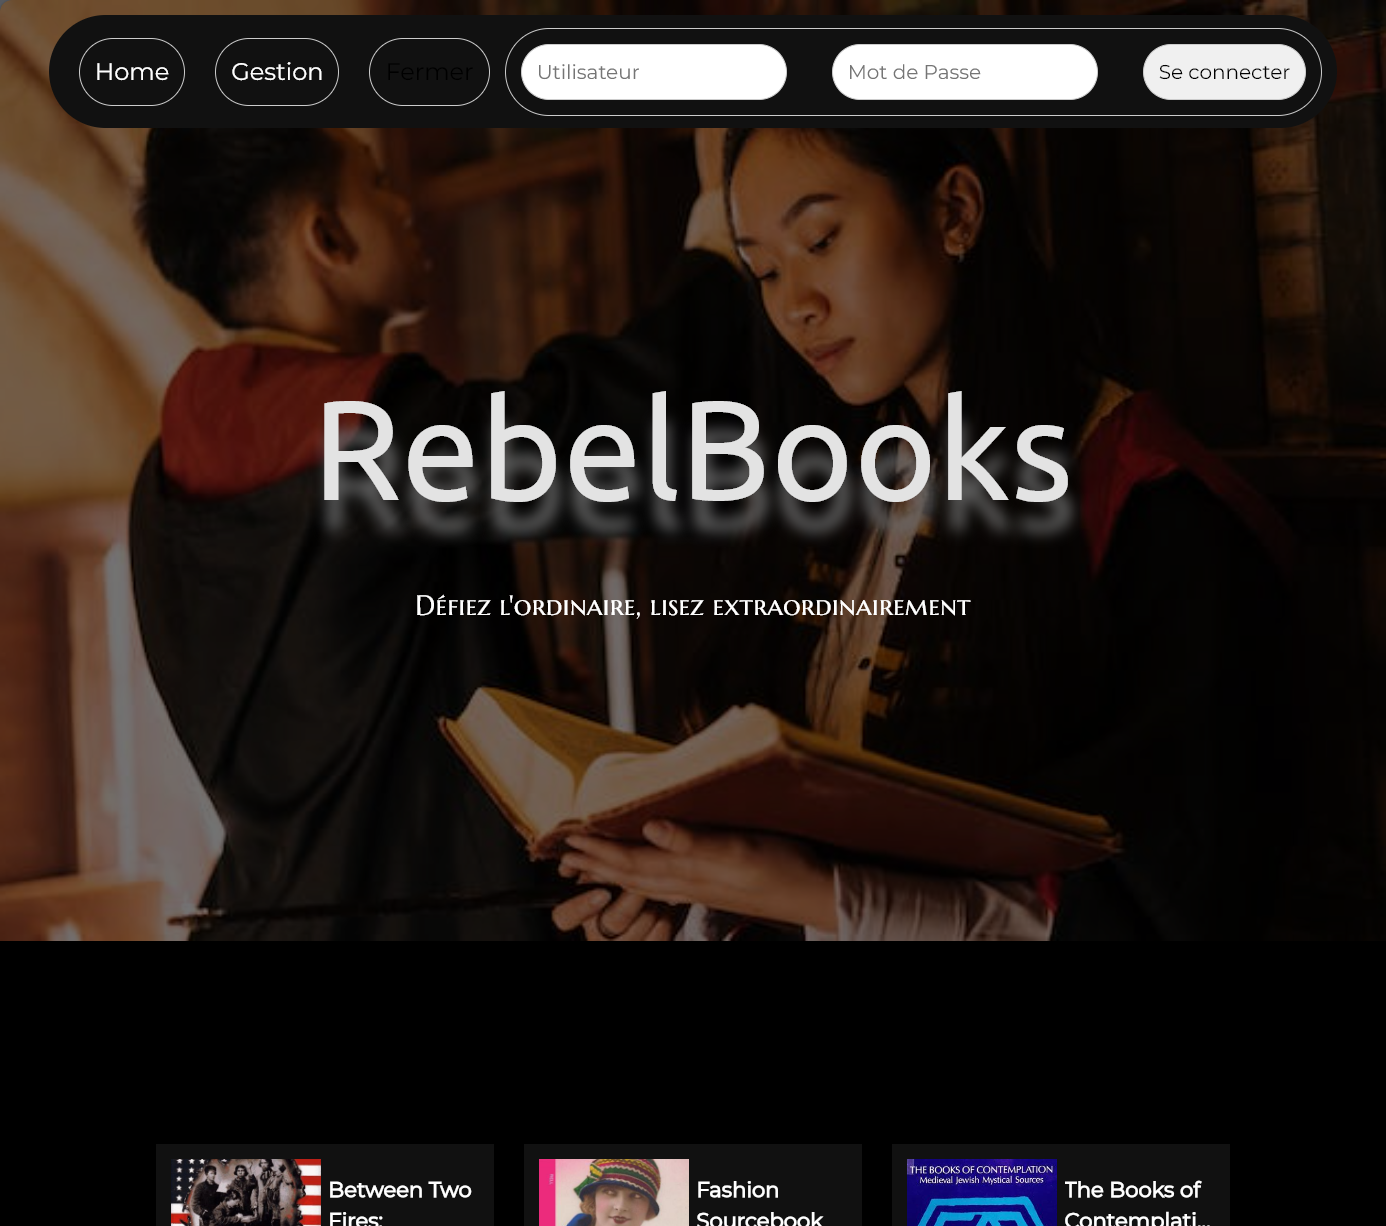 Home
Gestion
Fermer
Utilisateur
Mot de Passe
Se connecter
RebelBooks
Défiez l'ordinaire, lisez extraordinairement
Between Two
Fires:
Fashion
Sourcebook
THE BOOKS OF CONTEMPLATION
Medieval Jewish Mystical Sources
The Books of
Contemplati...